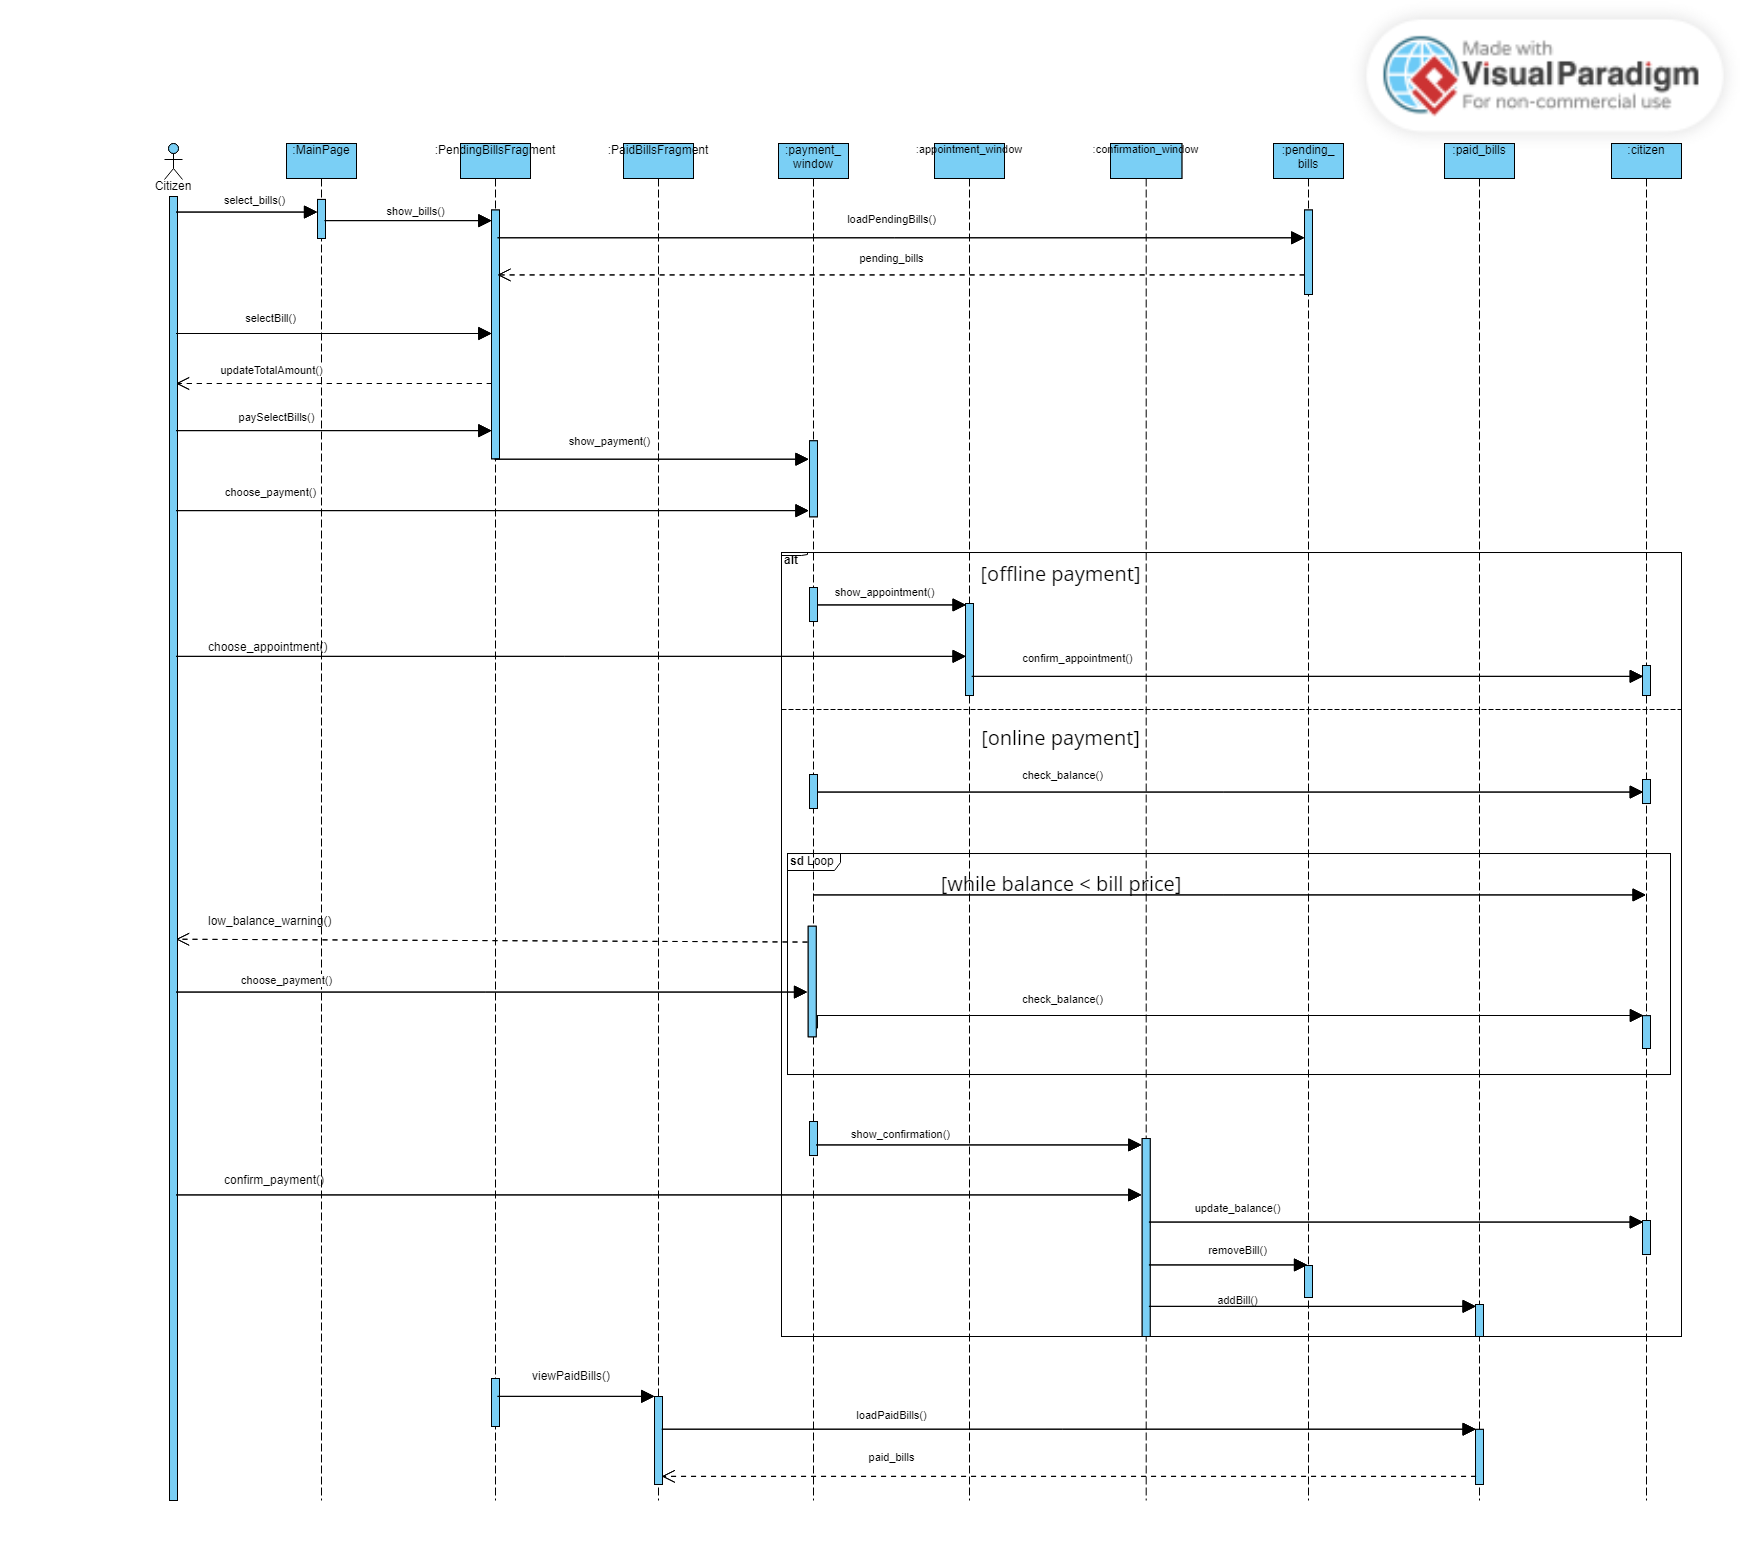 Made with
Visual Paradigm
For non-commercial use
Citizen
:MainPage
:PendingBillsFragment
:PaidBillsFragment
:payment_
window
:appointment_window
:confirmation_window
:pending_
bills
:paid_bills
:citizen
select_bills()
show_bills()
loadPendingBills()
pending_bills
selectBill()
updateTotalAmount()
paySelectBills()
show_payment()
choose_payment()
alt
[offline payment]
show_appointment()
choose_appointment()
confirm_appointment()
[online payment]
check_balance()
sd Loop
[while balance < bill price]
low_balance_warning()
choose_payment()
check_balance()
show_confirmation()
confirm_payment()
update_balance()
removeBill()
addBill()
viewPaidBills()
loadPaidBills()
paid_bills